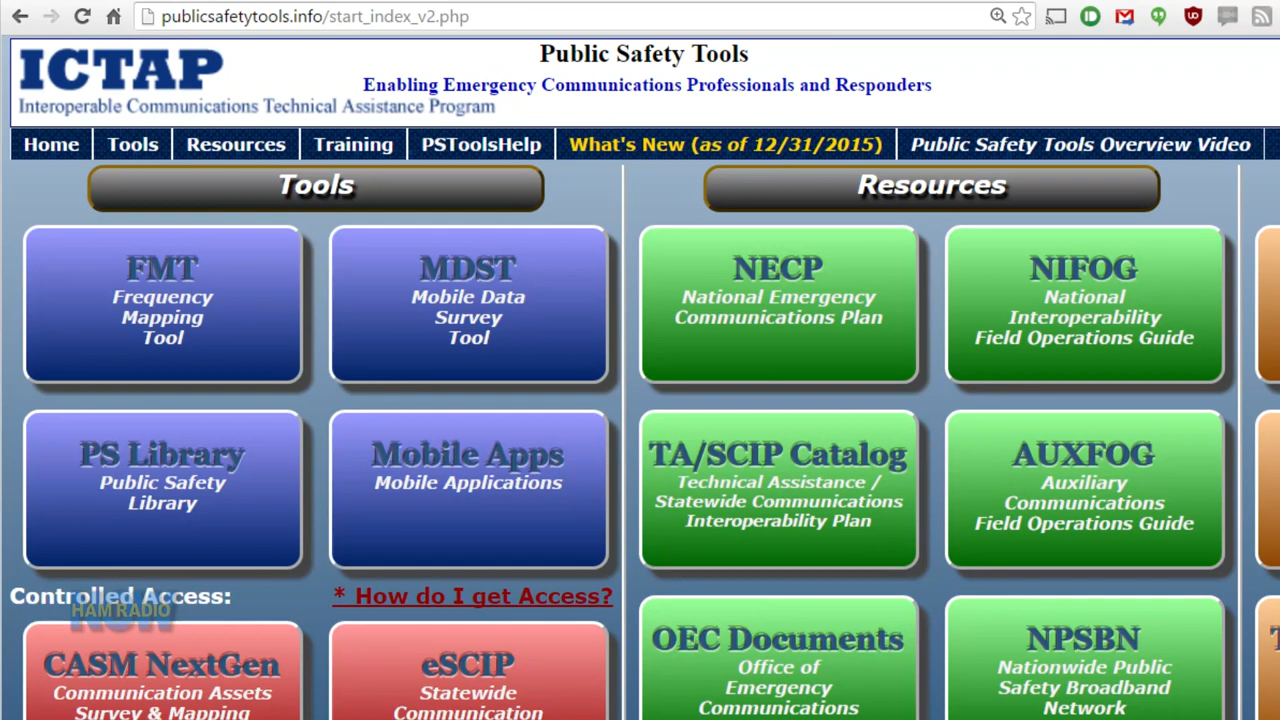 publicsafetytools.info/start_index_v2.php
ICTAP
Interoperable Communications Technical Assistance Program
Public Safety Tools
Enabling Emergency Communications Professionals and Responders
Home Tools Resources Training PSToolsHelp What's New (as of 12/31/2015) Public Safety Tools Overview Video
Tools
FMT
Frequency
Mapping
Tool
MDST
Mobile Data
Survey
Tool
PS Library
Public Safety
Library
Mobile Apps
Mobile Applications
Controlled Access:
* How do I get Access?
HAM RADIO
NOW
CASM NextGen
Communication Assets
Survey & Mapping
eSCIP
Statewide
Communication
Resources
NECP
National Emergency
Communications Plan
NIFOG
National
Interoperability
Field Operations Guide
TA/SCIP Catalog
Technical Assistance /
Statewide Communications
Interoperability Plan
AUXFOG
Auxiliary
Communications
Field Operations Guide
OEC Documents
Office of
Emergency
Communications
NPSBN
Nationwide Public
Safety Broadband
Network